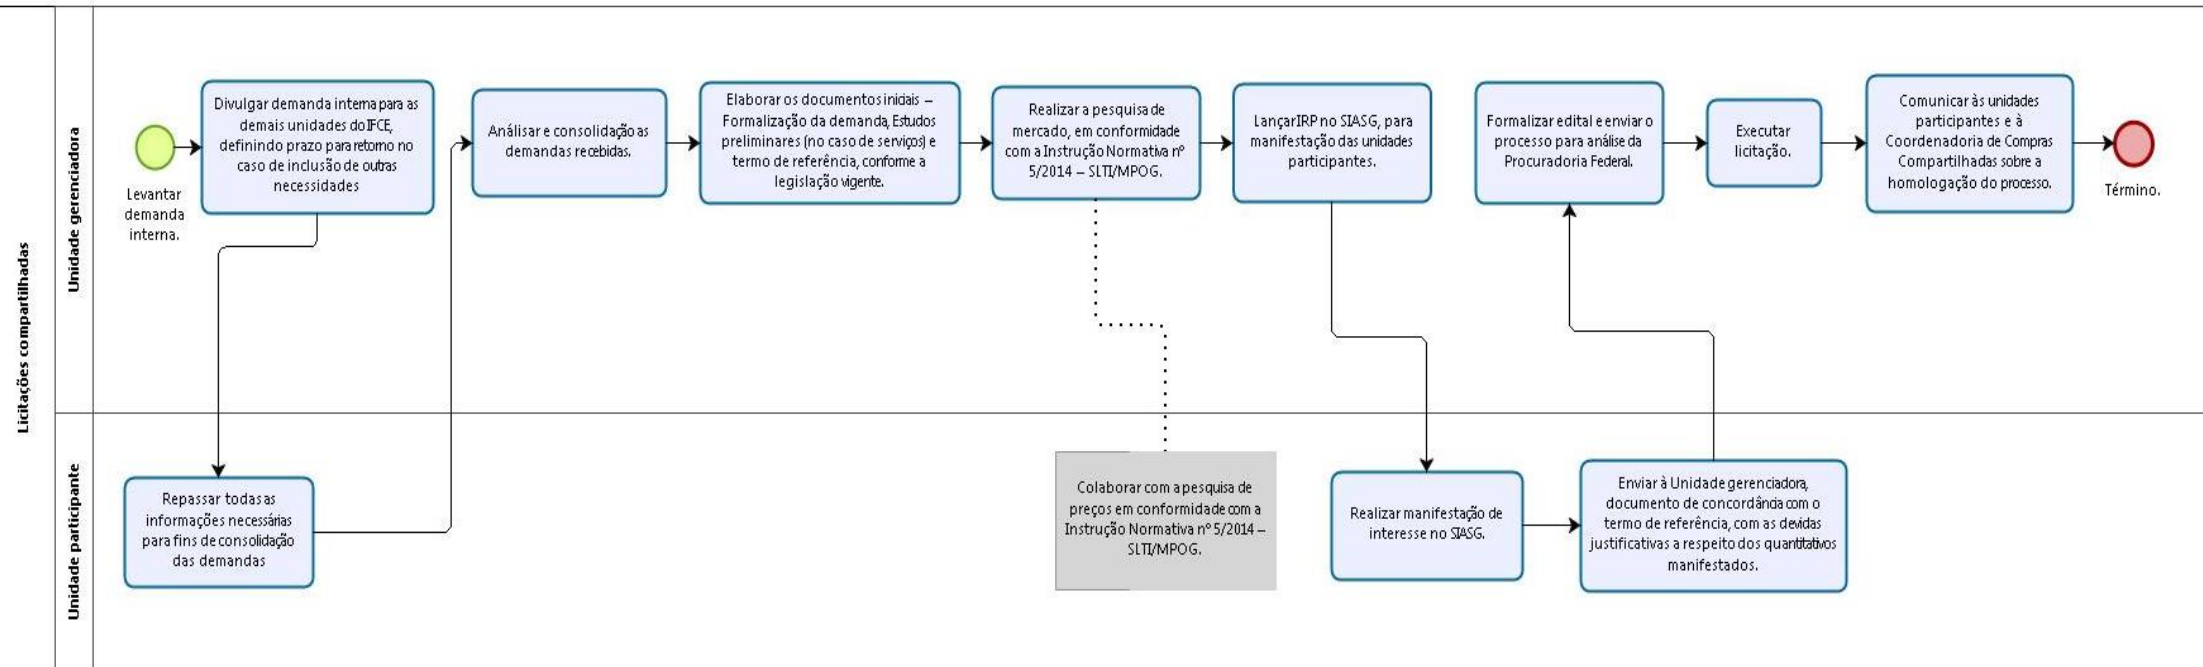 Licitações compartilhadas
Unidade gerenciadora
Levantar
demanda
interna.
Divulgar demanda interna para as
demais unidades do IFCE,
definindo prazo para retorno no
caso de inclusão de outras
necessidades
Análisar e consolidação as
demandas recebidas.
Elaborar os documentos iniciais –
Formalização da demanda, Estudos
preliminares (no caso de serviços) e
termo de referência, conforme a
legislação vigente.
Realizar a pesquisa de
mercado, em conformidade
com a Instrução Normativa nº
5/2014 – SLTI/MPOG.
Lançar IRP no SIASG, para
manifestação das unidades
participantes.
Formalizar edital e enviar o
processo para análise da
Procuradoria Federal.
Executar
licitação.
Comunicar às unidades
participantes e à
Coordenadoria de Compras
Compartilhadas sobre a
homologação do processo.
Término.
Unidade participante
Repassar todas as
informações necessárias
para fins de consolidação
das demandas
Colaborar com a pesquisa de
preços em conformidade com a
Instrução Normativa nº 5/2014 –
SLTI/MPOG.
Realizar manifestação de
interesse no SIASG.
Enviar à Unidade gerenciadora,
documento de concordância com o
termo de referência, com as devidas
justificativas a respeito dos quantitativos
manifestados.